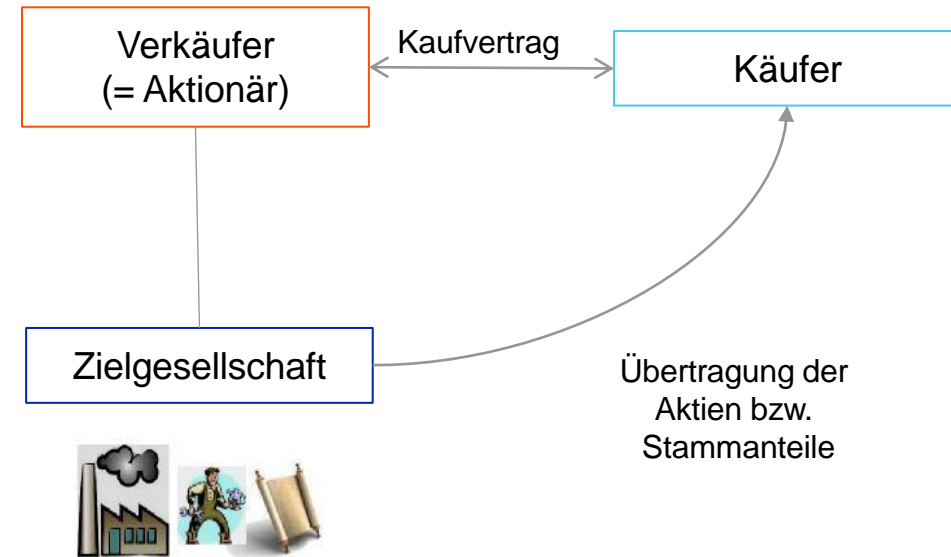 Verkäufer
(= Aktionär)
Kaufvertrag
Käufer
Zielgesellschaft
Übertragung der
Aktien bzw.
Stammanteile